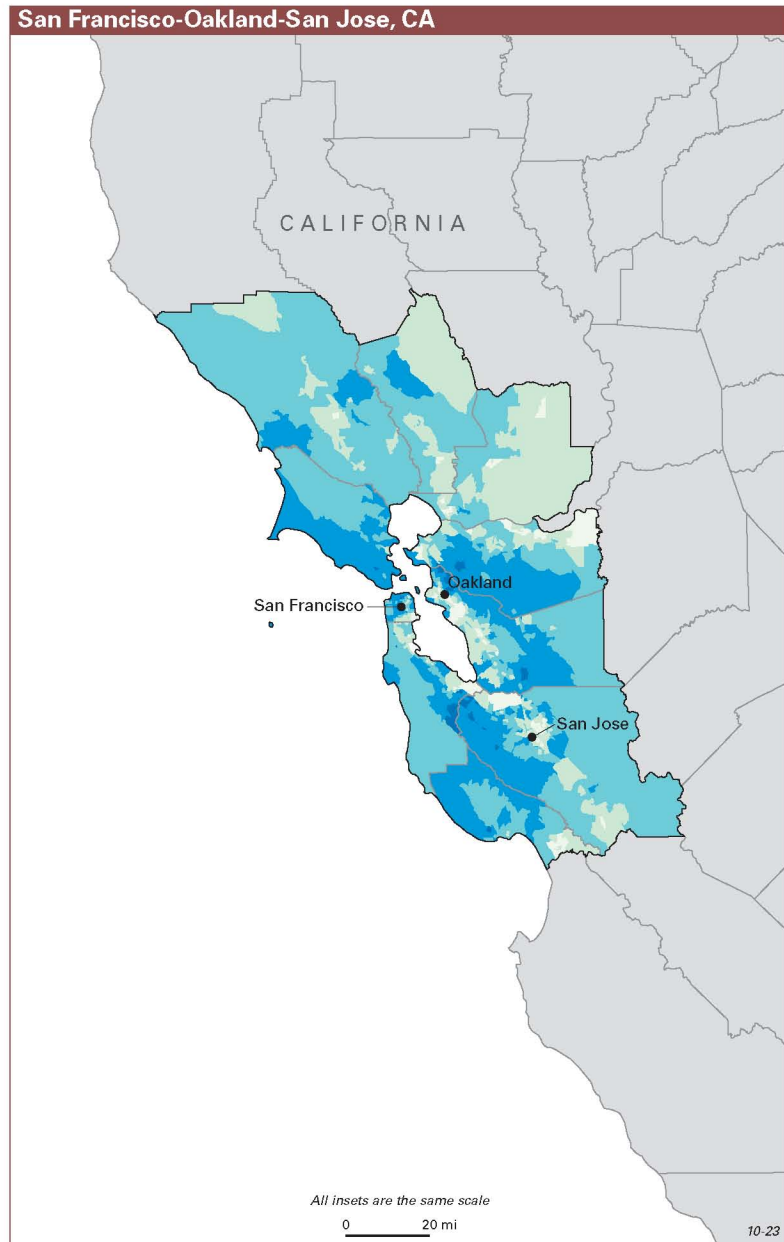 San Francisco-Oakland-San Jose, CA
CALIFORNIA
Oakland
San Francisco
San Jose
All insets are the same scale
0 20 mi
10-23